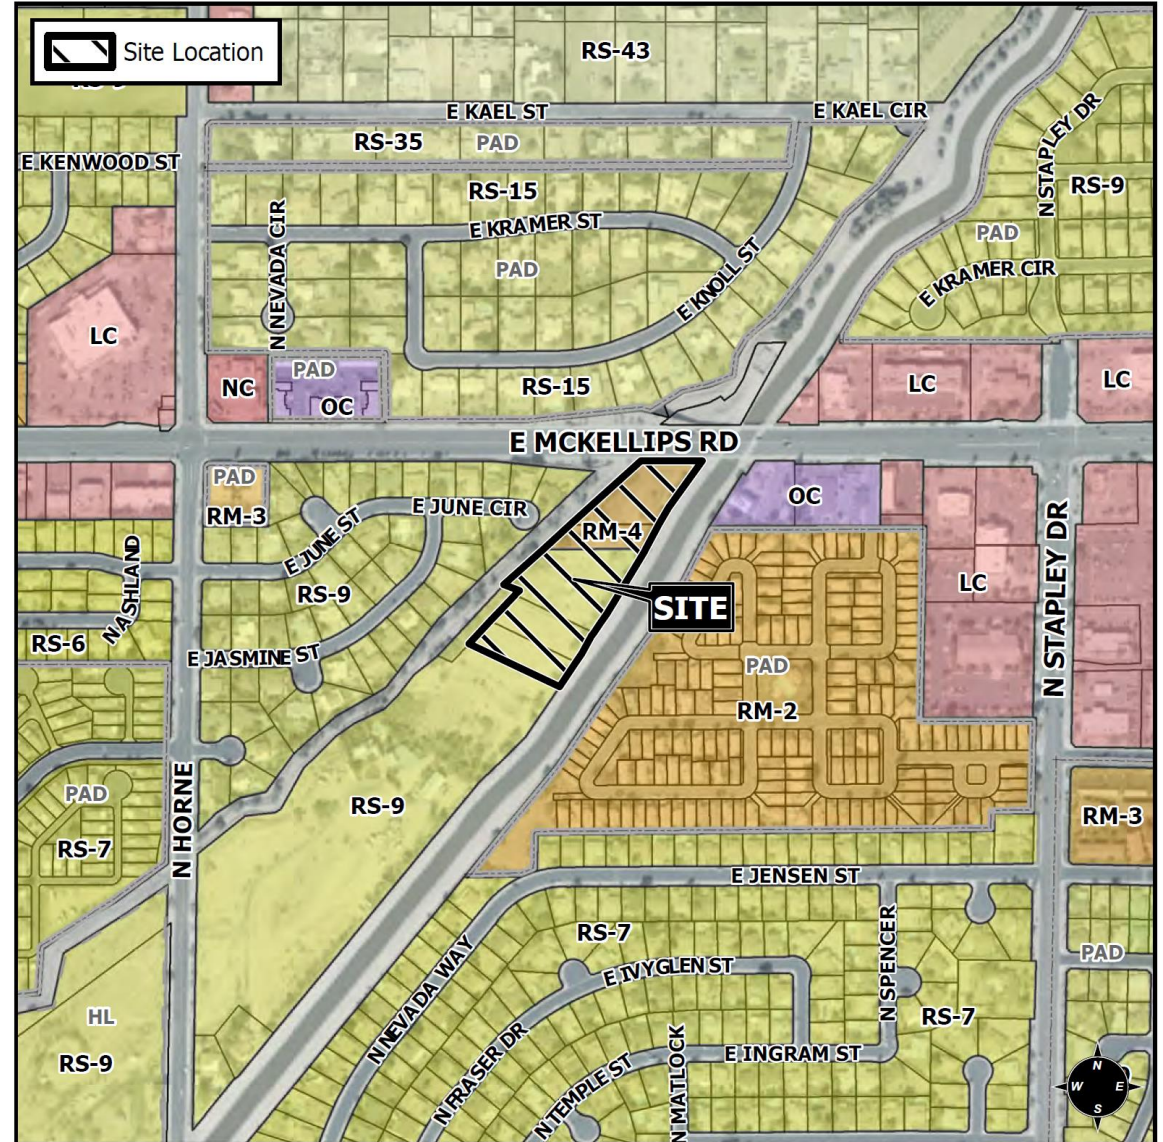 Site Location
RS-43
E KAEL ST
E KAEL CIR
RS-35
PAD
N STAPLEY DR
E KENWOOD ST
RS-15
RS-9
N NEVADA CIR
E KRAMER ST
PAD
PAD
E KNOLL ST
E KRAMER CIR
LC
PAD
NC
OC
RS-15
LC
LC
E MCKELLIPS RD
PAD
RM-3
E JUNE CIR
OC
E JUNE ST
RM-4
N ASHLAND
RS-9
LC
N STAPLEY DR
SITE
RS-6
E JASMINE ST
PAD
RM-2
PAD
RS-7
N HORNE
RS-9
RM-3
E JENSEN ST
RS-7
N NEVADA WAY
E IVYGLEN ST
N SPENCER
PAD
HL
RS-9
RS-7
N FRASER DR
N TEMPLE ST
N MATLOCK
E INGRAM ST
N
W
E
S